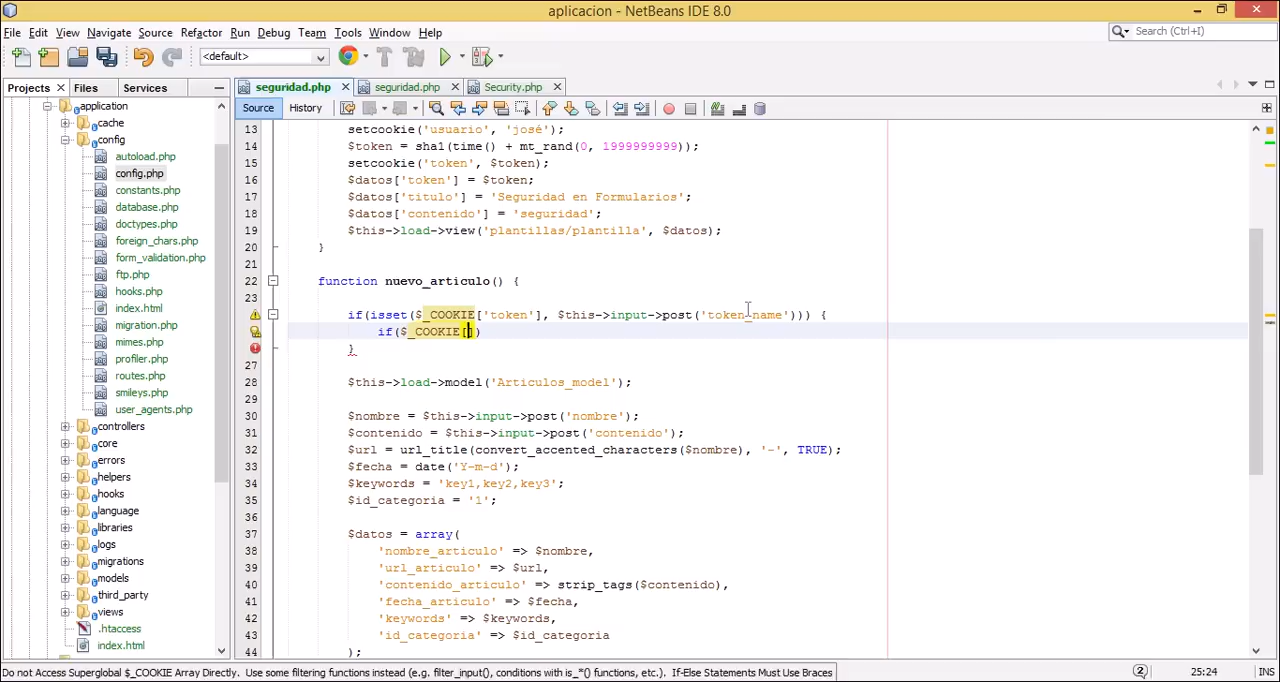 aplicacion - NetBeans IDE 8.0
File Edit View Navigate Source Refactor Run Debug Team Tools Window Help
Search (Ctrl+I)
<default>
Projects Files Services
seguridad.php seguridad.php Security.php
Source History
application
cache
config
autoload.php
config.php
constants.php
database.php
doctypes.php
foreign_chars.php
form_validation.php
ftp.php
hooks.php
index.html
migration.php
mimes.php
profiler.php
routes.php
smileys.php
user_agents.php
controllers
core
errors
helpers
hooks
language
libraries
logs
migrations
models
third_party
views
.htaccess
index.html
13 setcookie('usuario', 'josé');
14 $token = sha1(time() + mt_rand(0, 1999999999));
15 setcookie('token', $token);
16 $datos['token'] = $token;
17 $datos['titulo'] = 'Seguridad en Formularios';
18 $datos['contenido'] = 'seguridad';
19 $this->load->view('plantillas/plantilla', $datos);
20 }
21
22 function nuevo_articulo() {
23
if(isset($_COOKIE['token'], $this->input->post('token_name'))) {
if($_COOKIE[])
}
27
28 $this->load->model('Articulos_model');
29
30 $nombre = $this->input->post('nombre');
31 $contenido = $this->input->post('contenido');
32 $url = url_title(convert_accented_characters($nombre), '-', TRUE);
33 $fecha = date('Y-m-d');
34 $keywords = 'key1,key2,key3';
35 $id_categoria = '1';
36
37 $datos = array(
38 'nombre_articulo' => $nombre,
39 'url_articulo' => $url,
40 'contenido_articulo' => strip_tags($contenido),
41 'fecha_articulo' => $fecha,
42 'keywords' => $keywords,
43 'id_categoria' => $id_categoria
44 );
Do Not Access Superglobal $_COOKIE Array Directly. Use some filtering functions instead (e.g. filter_input(), conditions with is_*() functions, etc.). If-Else Statements Must Use Braces
2 25:24 INS